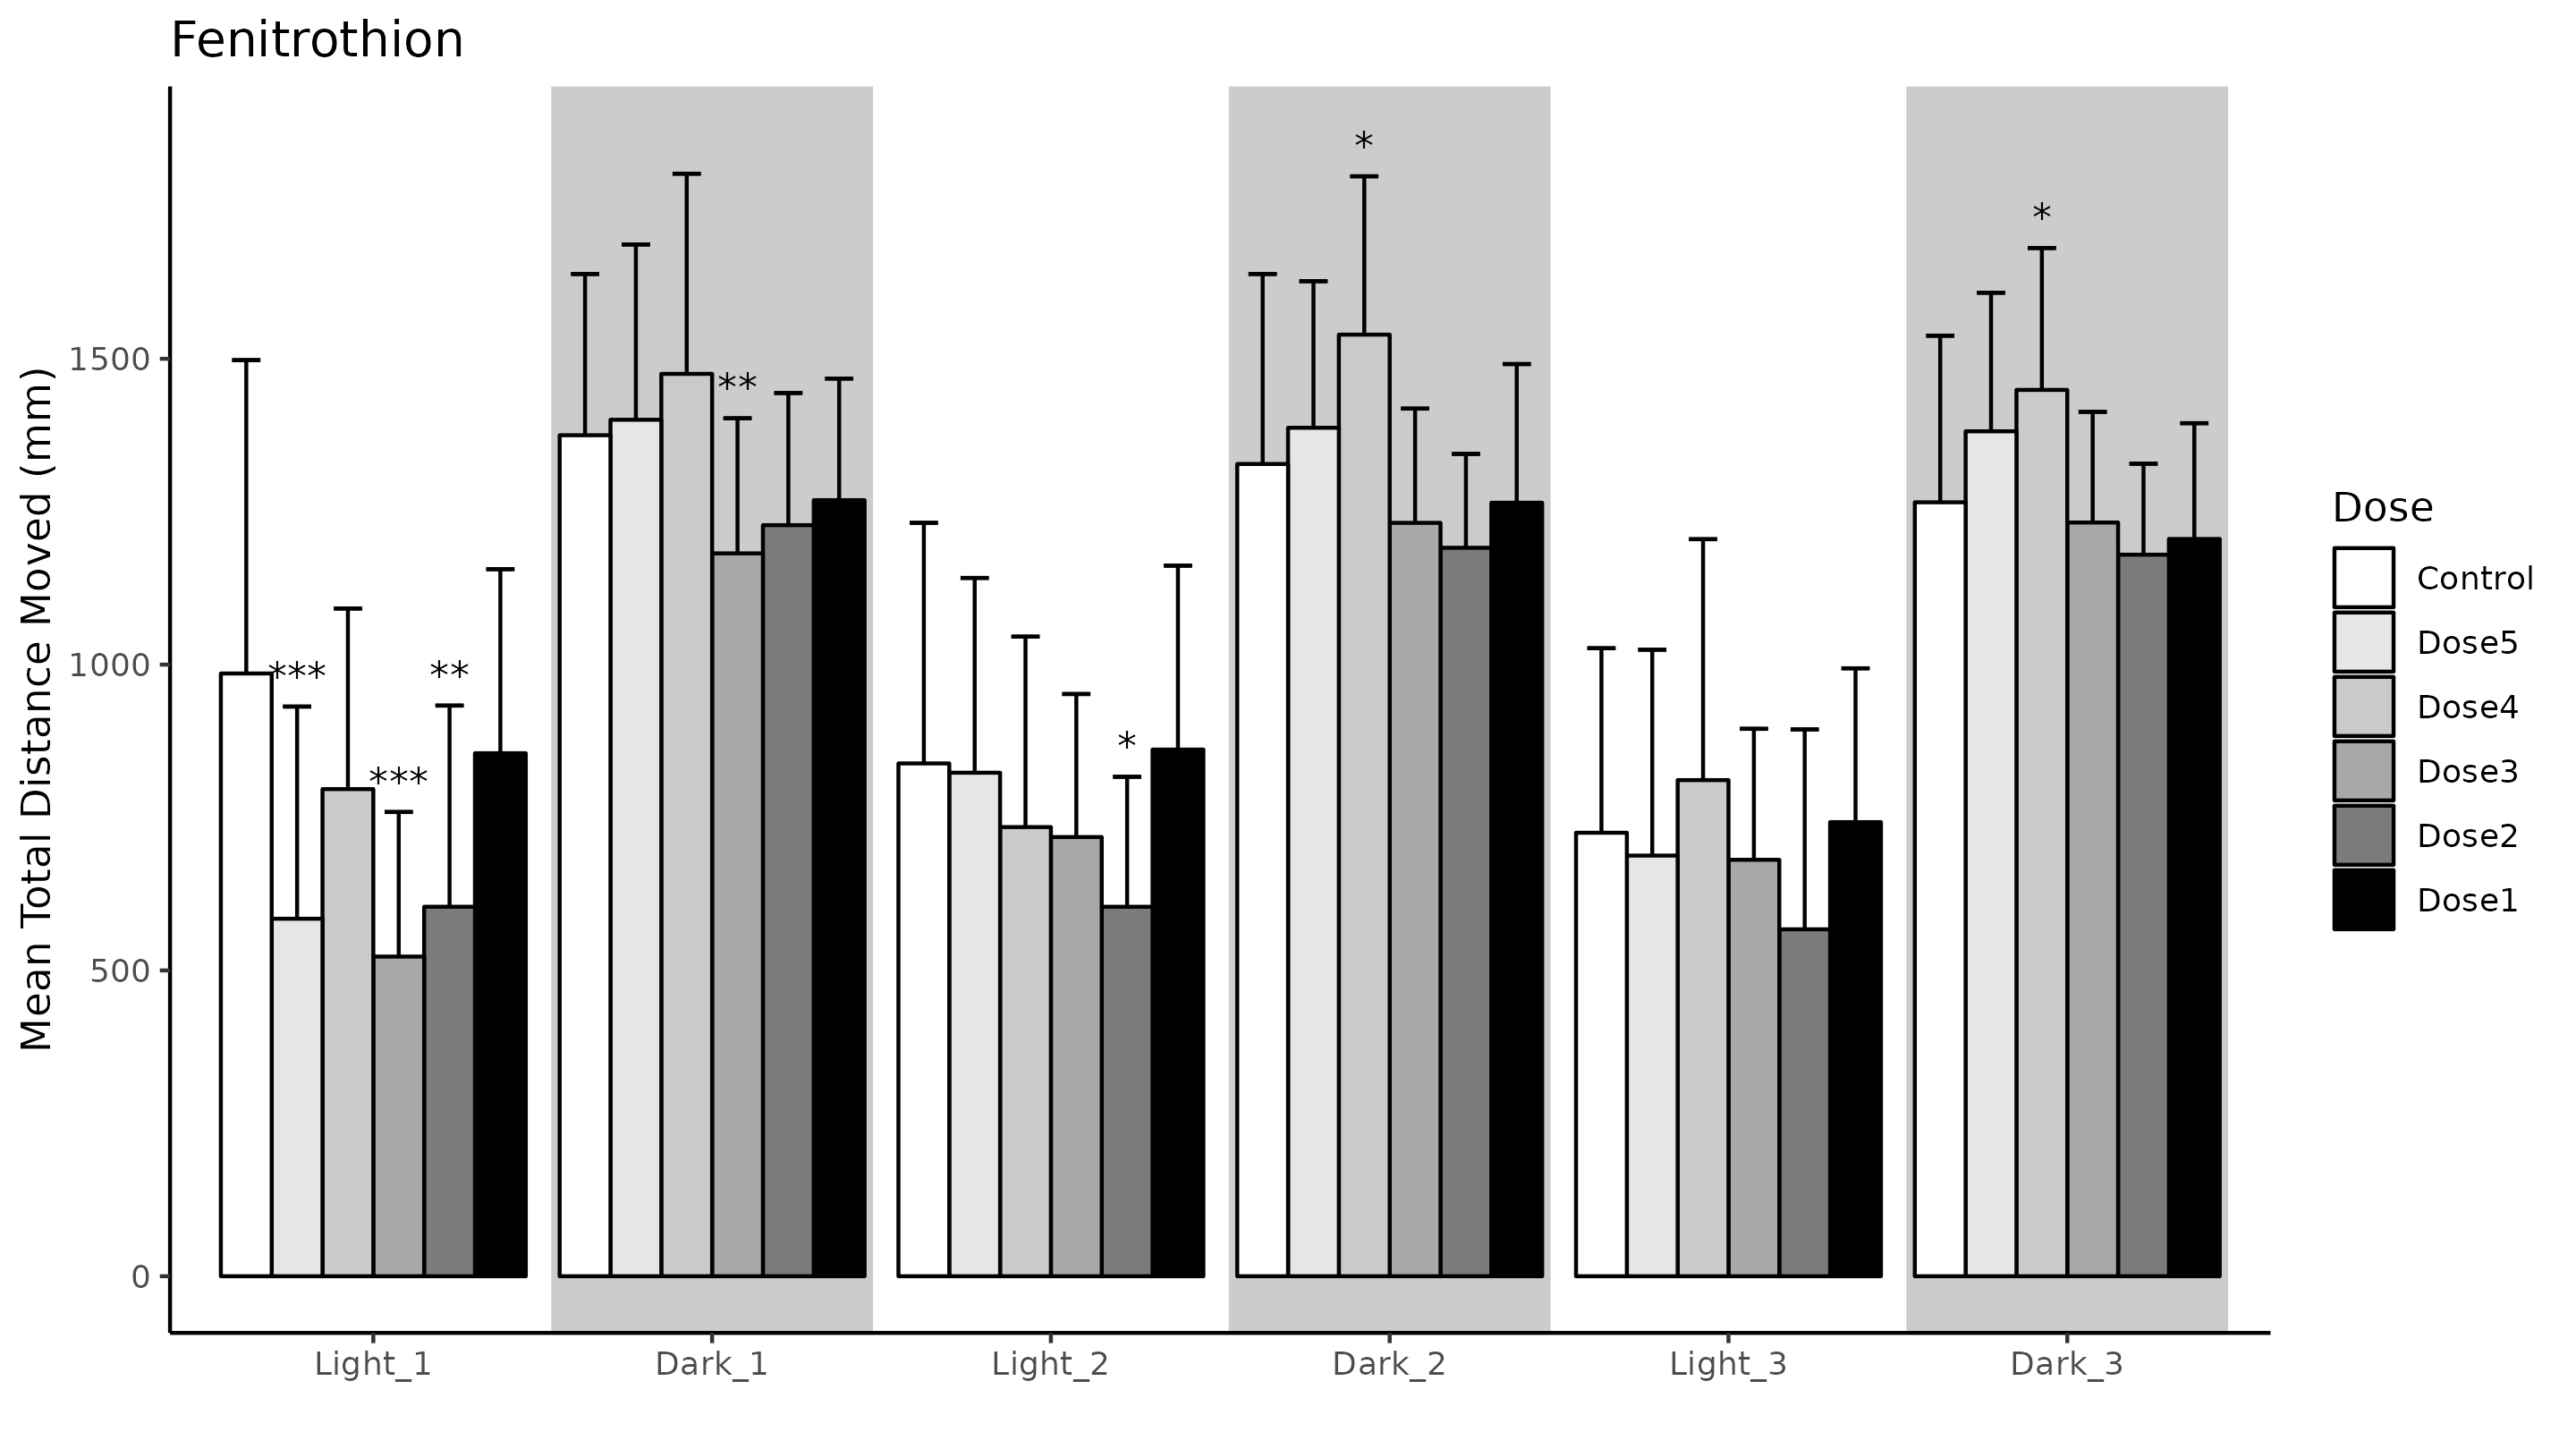 Fenitrothion
Mean Total Distance Moved (mm)
1500
1000
500
0
***
***
**
**
*
*
*
Light_1
Dark_1
Light_2
Dark_2
Light_3
Dark_3
Dose
Control
Dose5
Dose4
Dose3
Dose2
Dose1